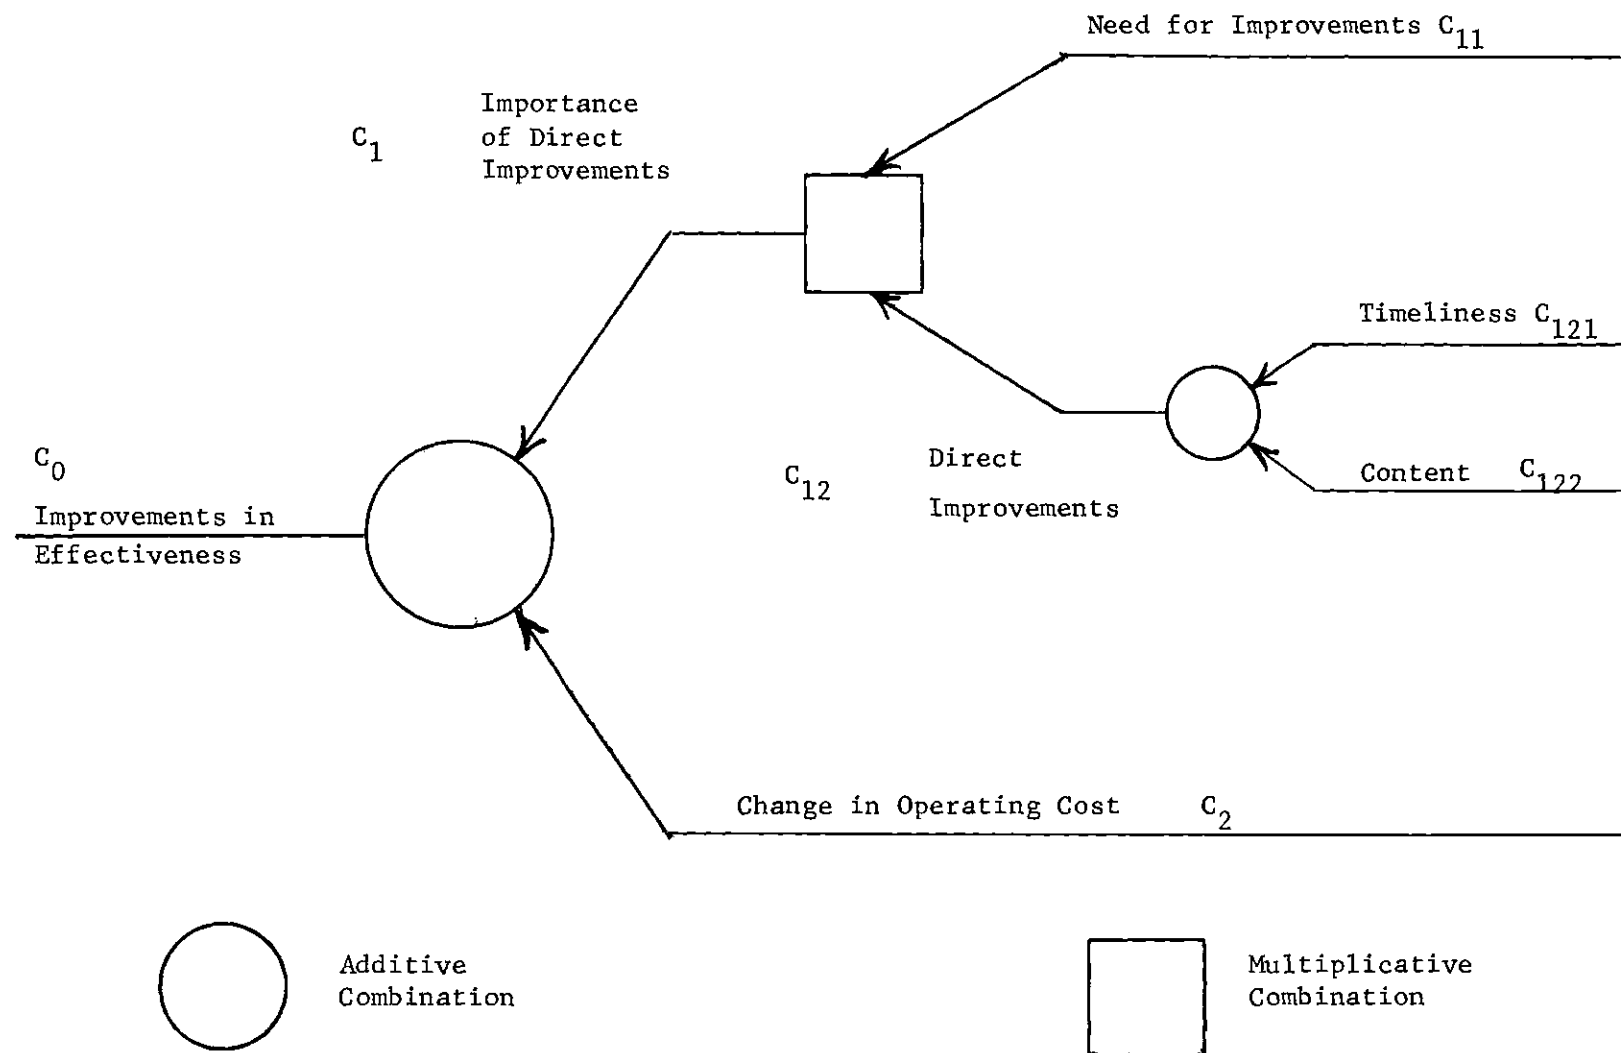 Need for Improvements C11
Importance
of Direct
Improvements
C1
Timeliness C121
C0
Improvements in
Effectiveness
C12
Direct
Improvements
Content C122
Change in Operating Cost C2
Additive
Combination
Multiplicative
Combination